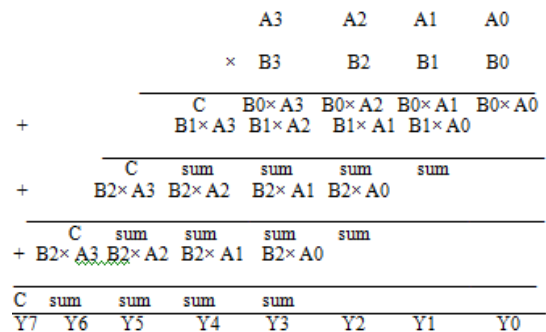 A3 A2 A1 A0
× B3 B2 B1 B0
C B0× A3 B0× A2 B0× A1 B0× A0
+ B1× A3 B1× A2 B1× A1 B1× A0
C sum sum sum sum
+ B2× A3 B2× A2 B2× A1 B2× A0
C sum sum sum sum
+ B2× A3 B2× A2 B2× A1 B2× A0
C sum sum sum sum
Y7 Y6 Y5 Y4 Y3 Y2 Y1 Y0